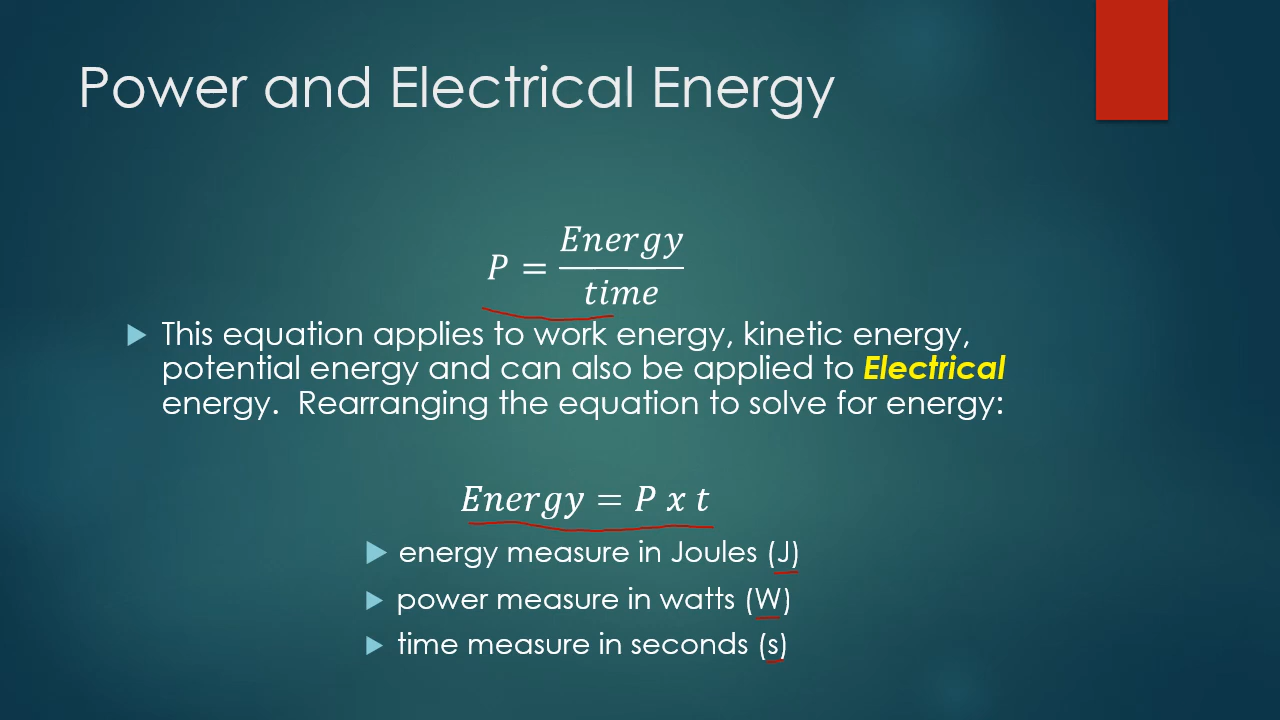 Power and Electrical Energy
P = Energy / time
This equation applies to work energy, kinetic energy,
potential energy and can also be applied to Electrical
energy.  Rearranging the equation to solve for energy:
Energy = P x t
energy measure in Joules (J)
power measure in watts (W)
time measure in seconds (s)